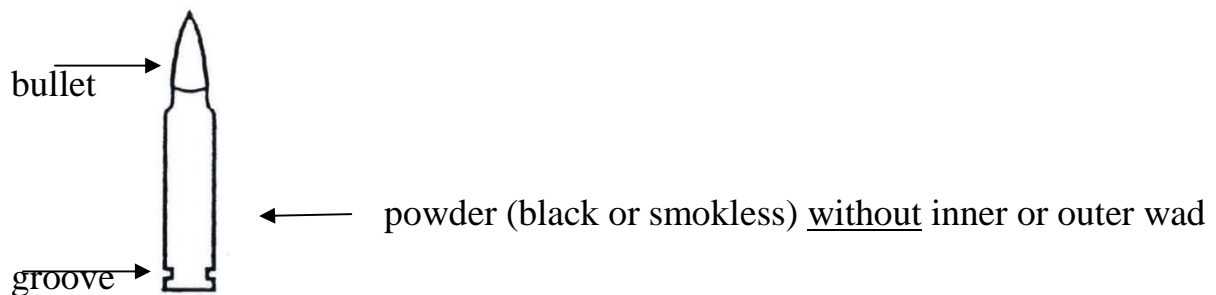 bullet
powder (black or smokless) without inner or outer wad
groove